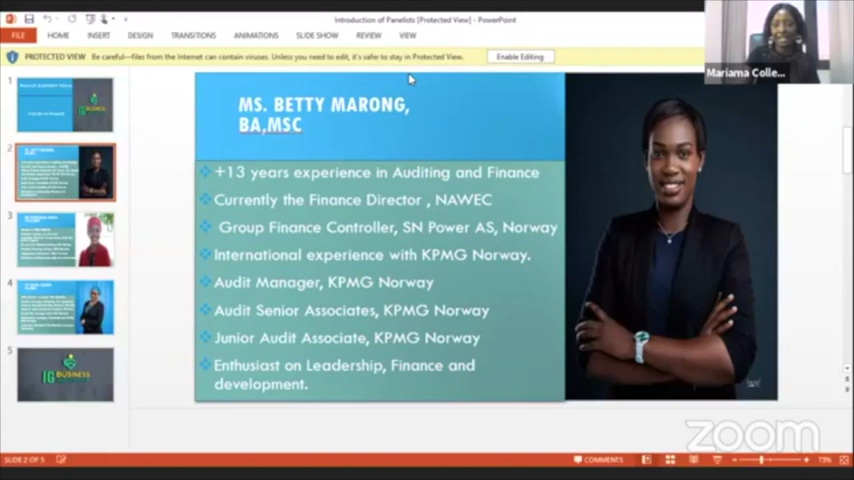 Introduction of Panelists [Protected View] - PowerPoint
FILE HOME INSERT DESIGN TRANSITIONS ANIMATIONS SLIDE SHOW REVIEW VIEW
PROTECTED VIEW Be careful—files from the Internet can contain viruses. Unless you need to edit, it's safer to stay in Protected View. Enable Editing
Mariama Colle...
1
2
3
4
5
IG BUSINESS
MS. BETTY MARONG,
BA,MSC
+13 years experience in Auditing and Finance
Currently the Finance Director , NAWEC
Group Finance Controller, SN Power AS, Norway
International experience with KPMG Norway.
Audit Manager, KPMG Norway
Audit Senior Associates, KPMG Norway
Junior Audit Associate, KPMG Norway
Enthusiast on Leadership, Finance and
development.
zoom
SLIDE 2 OF 5
COMMENTS
73%